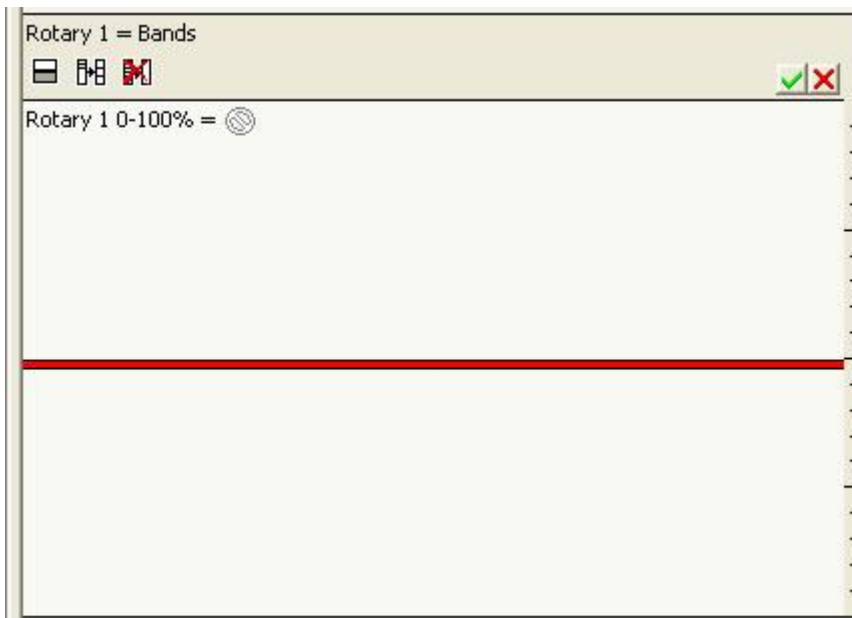 Rotary 1 = Bands
Rotary 1 0-100% =